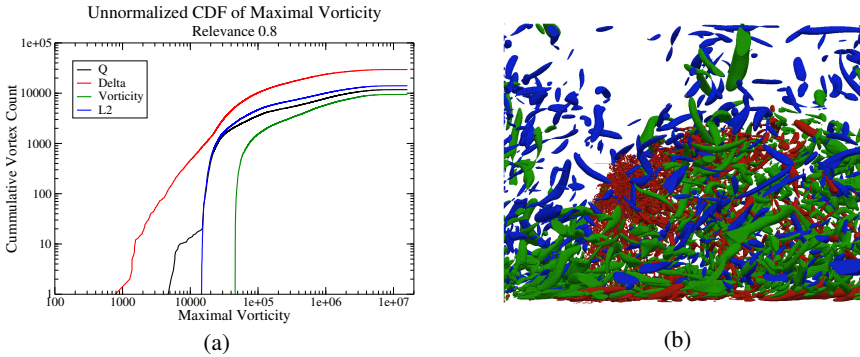 Unnormalized CDF of Maximal Vorticity
Relevance 0.8
1e+05
10000
1000
100
10
Cummulative Vortex Count
Q
Delta
Vorticity
L2
100
1000
10000
1e+05
1e+06
1e+07
Maximal Vorticity
(a)
(b)